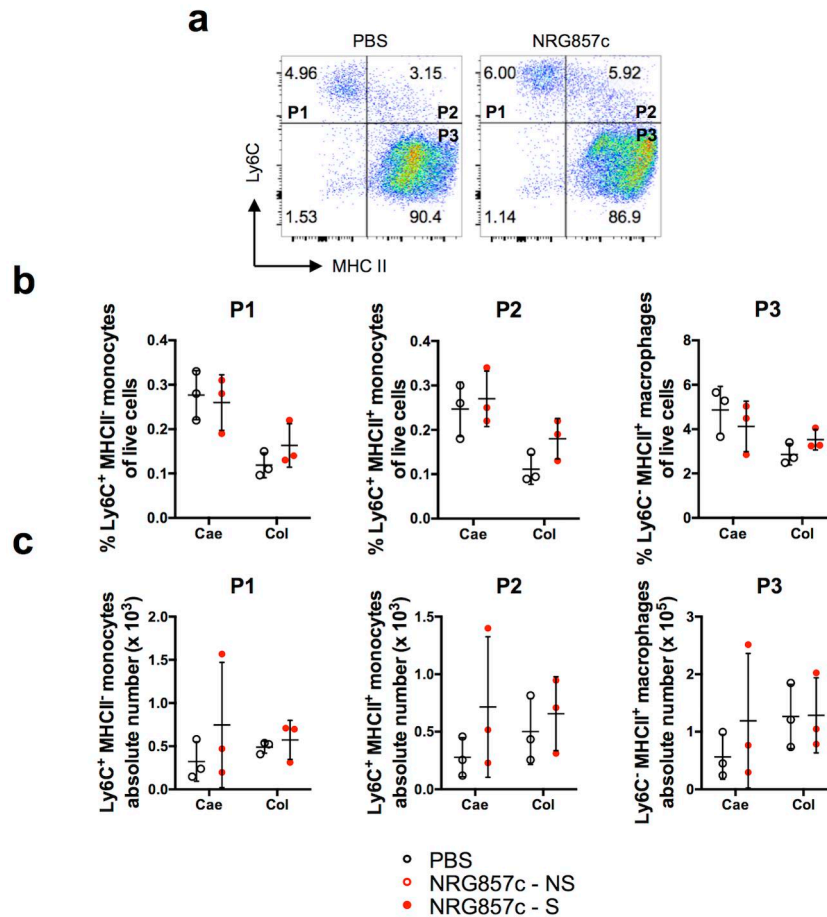 a
PBS
NRG857c
4.96
3.15
P1
P2
P3
1.53
90.4
6.00
5.92
P1
P2
P3
1.14
86.9
Ly6C
MHC II
b
P1
% Ly6C⁺ MHCII⁻ monocytes
of live cells
0.4
0.3
0.2
0.1
0.0
Cae Col
P2
% Ly6C⁺ MHCII⁺ monocytes
of live cells
0.4
0.3
0.2
0.1
0.0
Cae Col
P3
% Ly6C⁻ MHCII⁺ macrophages
of live cells
8
6
4
2
0
Cae Col
c
P1
Ly6C⁺ MHCII⁻ monocytes
absolute number (x 10³)
2.0
1.5
1.0
0.5
0.0
Cae Col
P2
Ly6C⁺ MHCII⁺ monocytes
absolute number (x 10³)
1.5
1.0
0.5
0.0
Cae Col
P3
Ly6C⁻ MHCII⁺ macrophages
absolute number (x 10⁵)
3
2
1
0
Cae Col
PBS
NRG857c - NS
NRG857c - S